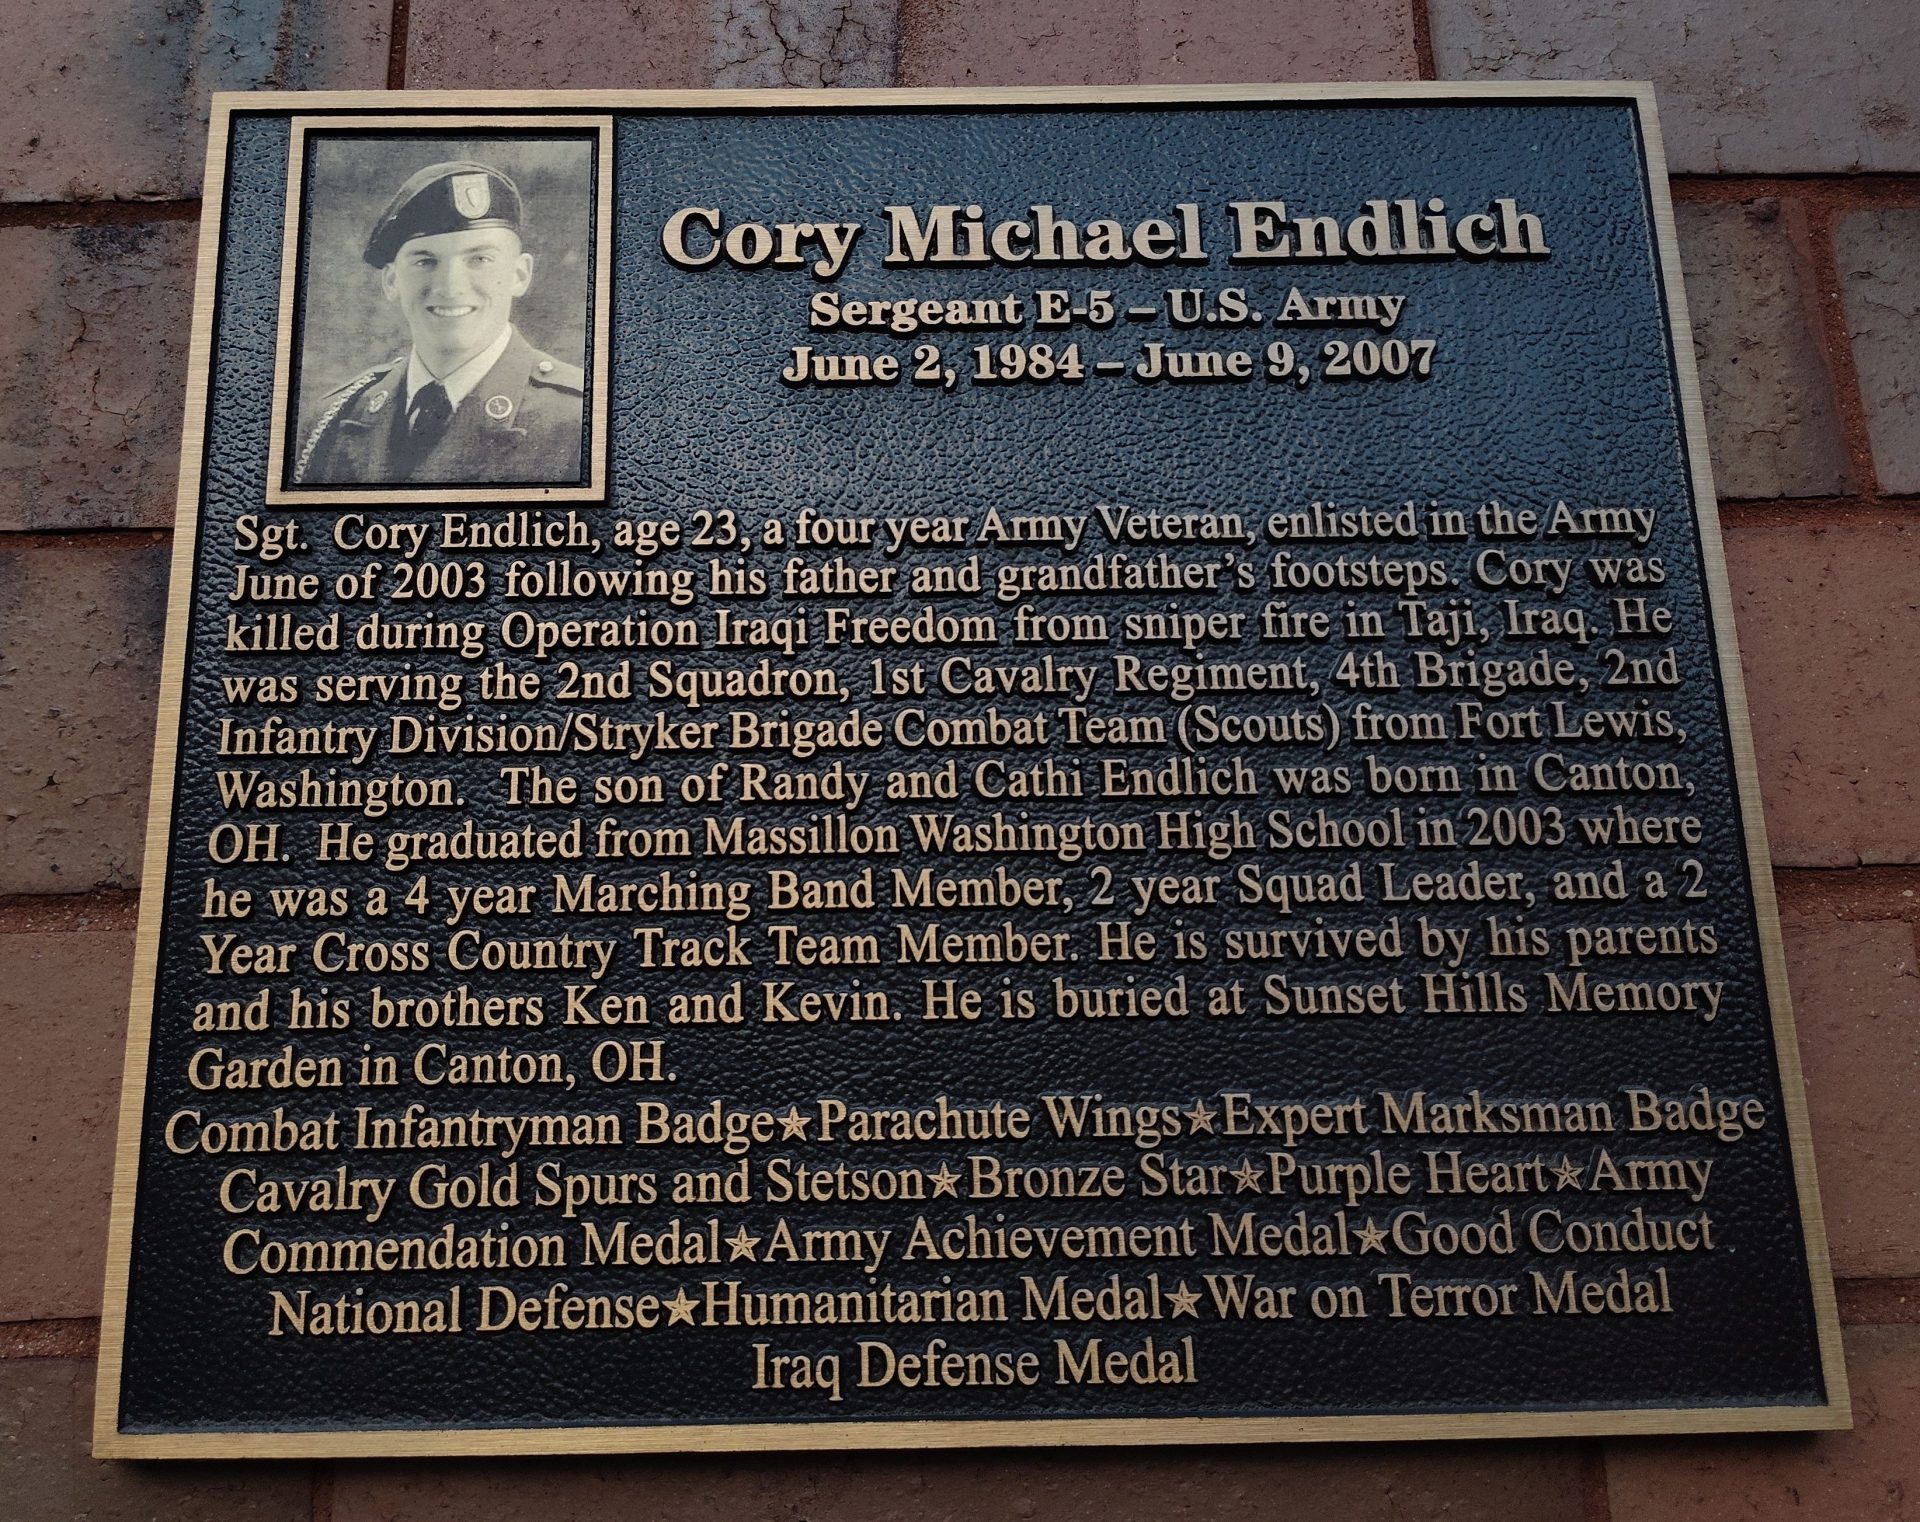 Cory Michael Endlich
Sergeant E-5 – U.S. Army
June 2, 1984 – June 9, 2007
Sgt. Cory Endlich, age 23, a four year Army Veteran, enlisted in the Army
June of 2003 following his father and grandfather's footsteps. Cory was
killed during Operation Iraqi Freedom from sniper fire in Taji, Iraq. He
was serving the 2nd Squadron, 1st Cavalry Regiment, 4th Brigade, 2nd
Infantry Division/Stryker Brigade Combat Team (Scouts) from Fort Lewis,
Washington. The son of Randy and Cathi Endlich was born in Canton,
OH. He graduated from Massillon Washington High School in 2003 where
he was a 4 year Marching Band Member, 2 year Squad Leader, and a 2
Year Cross Country Track Team Member. He is survived by his parents
and his brothers Ken and Kevin. He is buried at Sunset Hills Memory
Garden in Canton, OH.
Combat Infantryman Badge★Parachute Wings★Expert Marksman Badge
Cavalry Gold Spurs and Stetson★Bronze Star★Purple Heart★Army
Commendation Medal★Army Achievement Medal★Good Conduct
National Defense★Humanitarian Medal★War on Terror Medal
Iraq Defense Medal